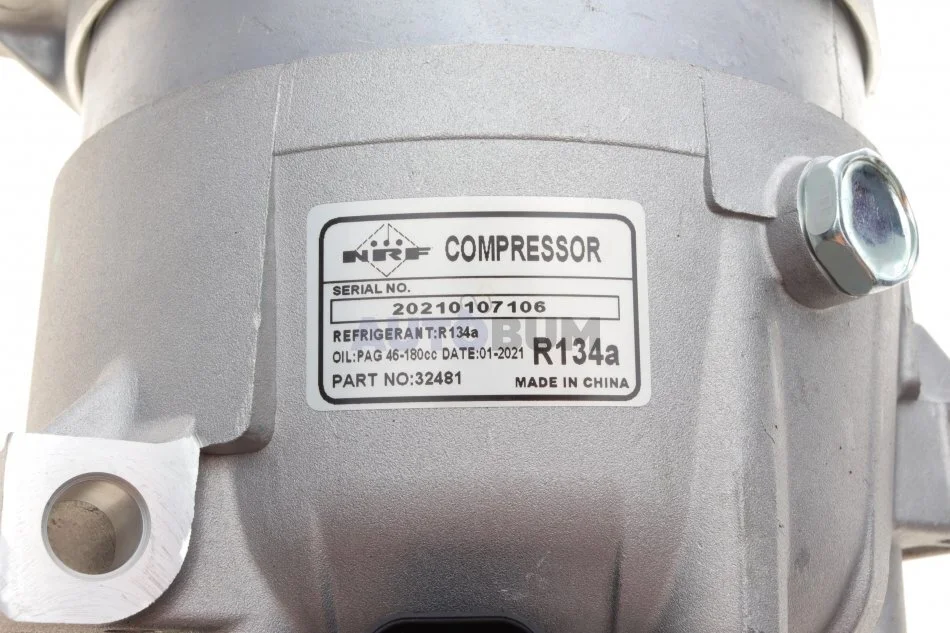 NRF COMPRESSOR
SERIAL NO.
20210107106
AUTOBUM
REFRIGERANT:R134a
OIL:PAG 46-180cc DATE:01-2021 R134a
PART NO:32481 MADE IN CHINA